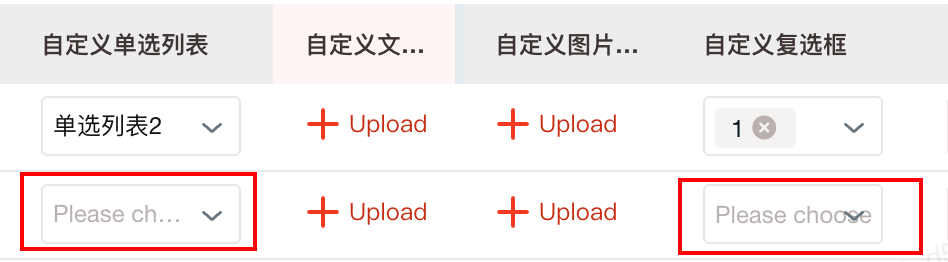 自定义单选列表 自定义文... 自定义图片... 自定义复选框
单选列表2 Upload Upload 1
Please ch... Upload Upload Please choose